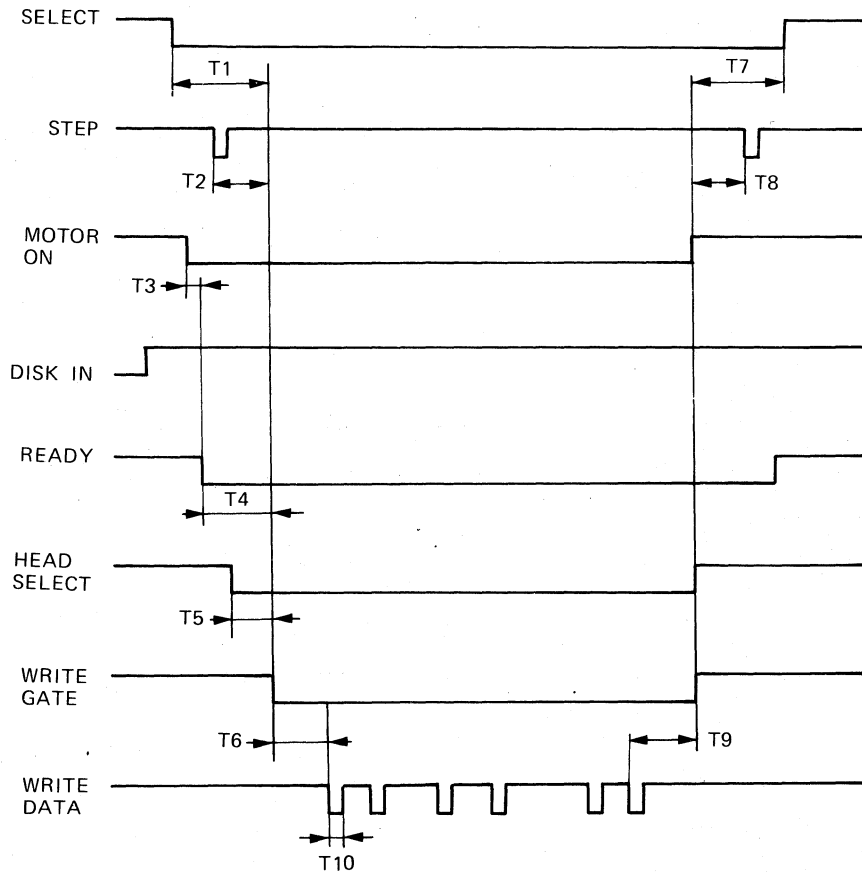 SELECT
T1
T7
STEP
T2
T8
MOTOR
ON
T3
DISK IN
READY
T4
HEAD
SELECT
T5
WRITE
GATE
T6
T9
WRITE
DATA
T10